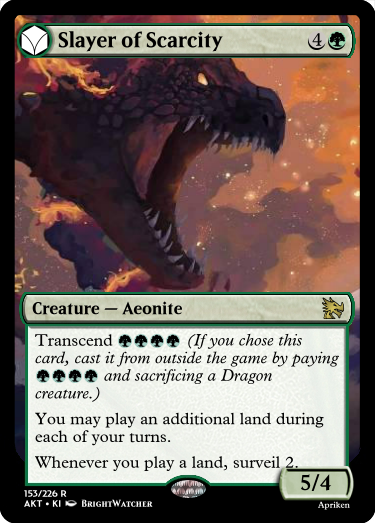 Slayer of Scarcity 4
Creature — Aeonite
Transcend (If you chose this
card, cast it from outside the game by paying
and sacrificing a Dragon
creature.)
You may play an additional land during
each of your turns.
Whenever you play a land, surveil 2.
5/4
153/226 R
AKT • KI BrightWatcher
Apriken